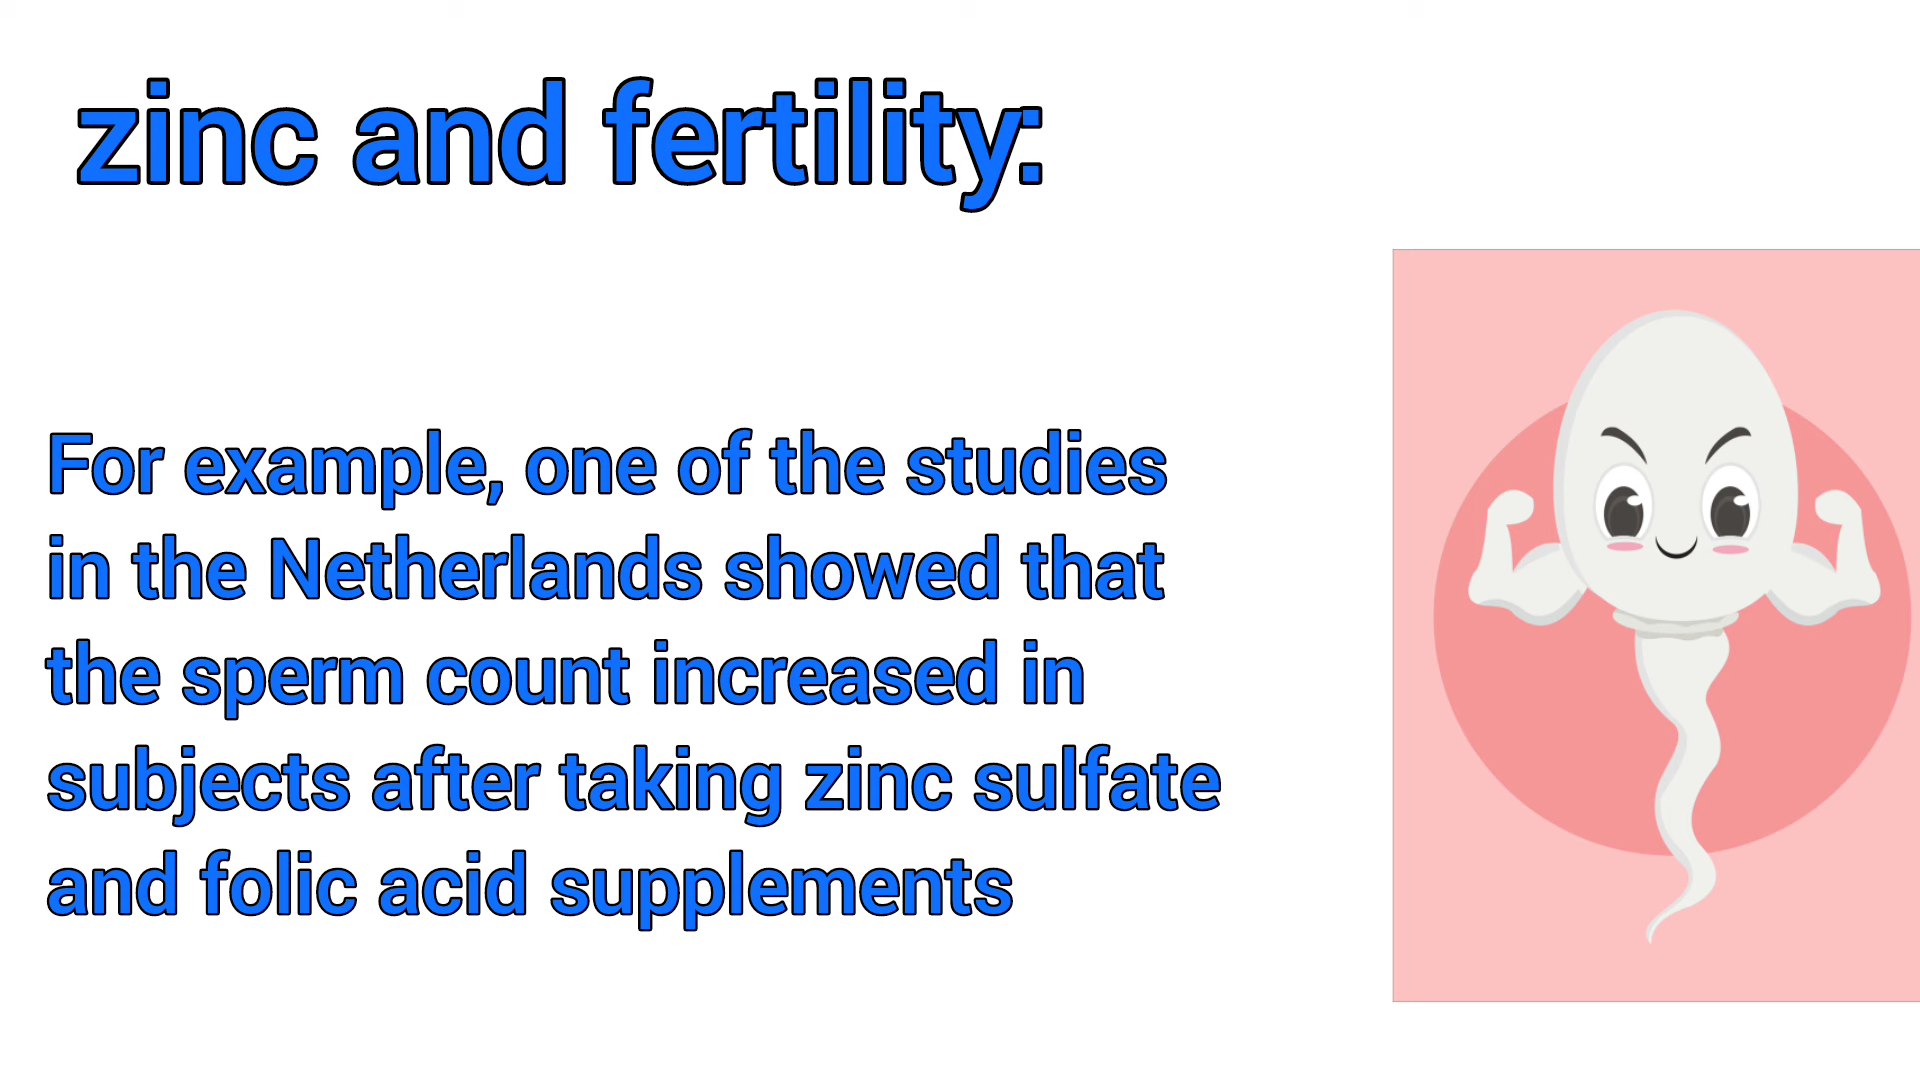 zinc and fertility:
For example, one of the studies
in the Netherlands showed that
the sperm count increased in
subjects after taking zinc sulfate
and folic acid supplements